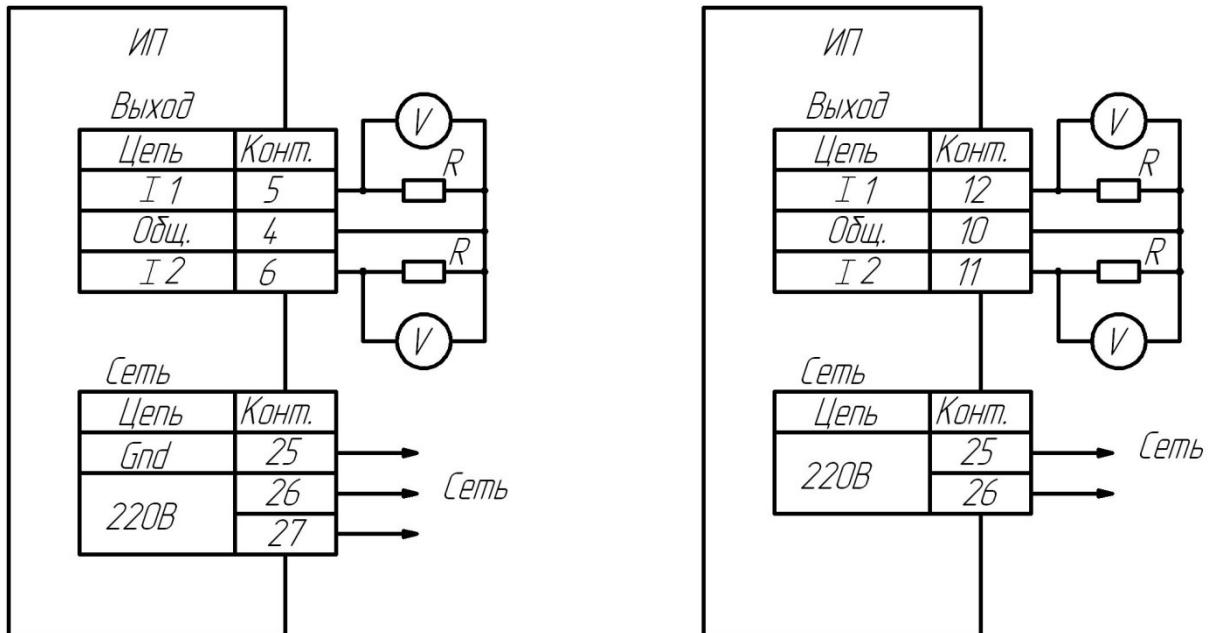 ИП
Выход
Цепь Конт.
I 1 5
Общ. 4
I 2 6
V
R
R
V
Сеть
Цепь Конт.
Gnd 25
220В 26
27
Сеть
ИП
Выход
Цепь Конт.
I 1 12
Общ. 10
I 2 11
V
R
R
V
Сеть
Цепь Конт.
220В 25
26
Сеть